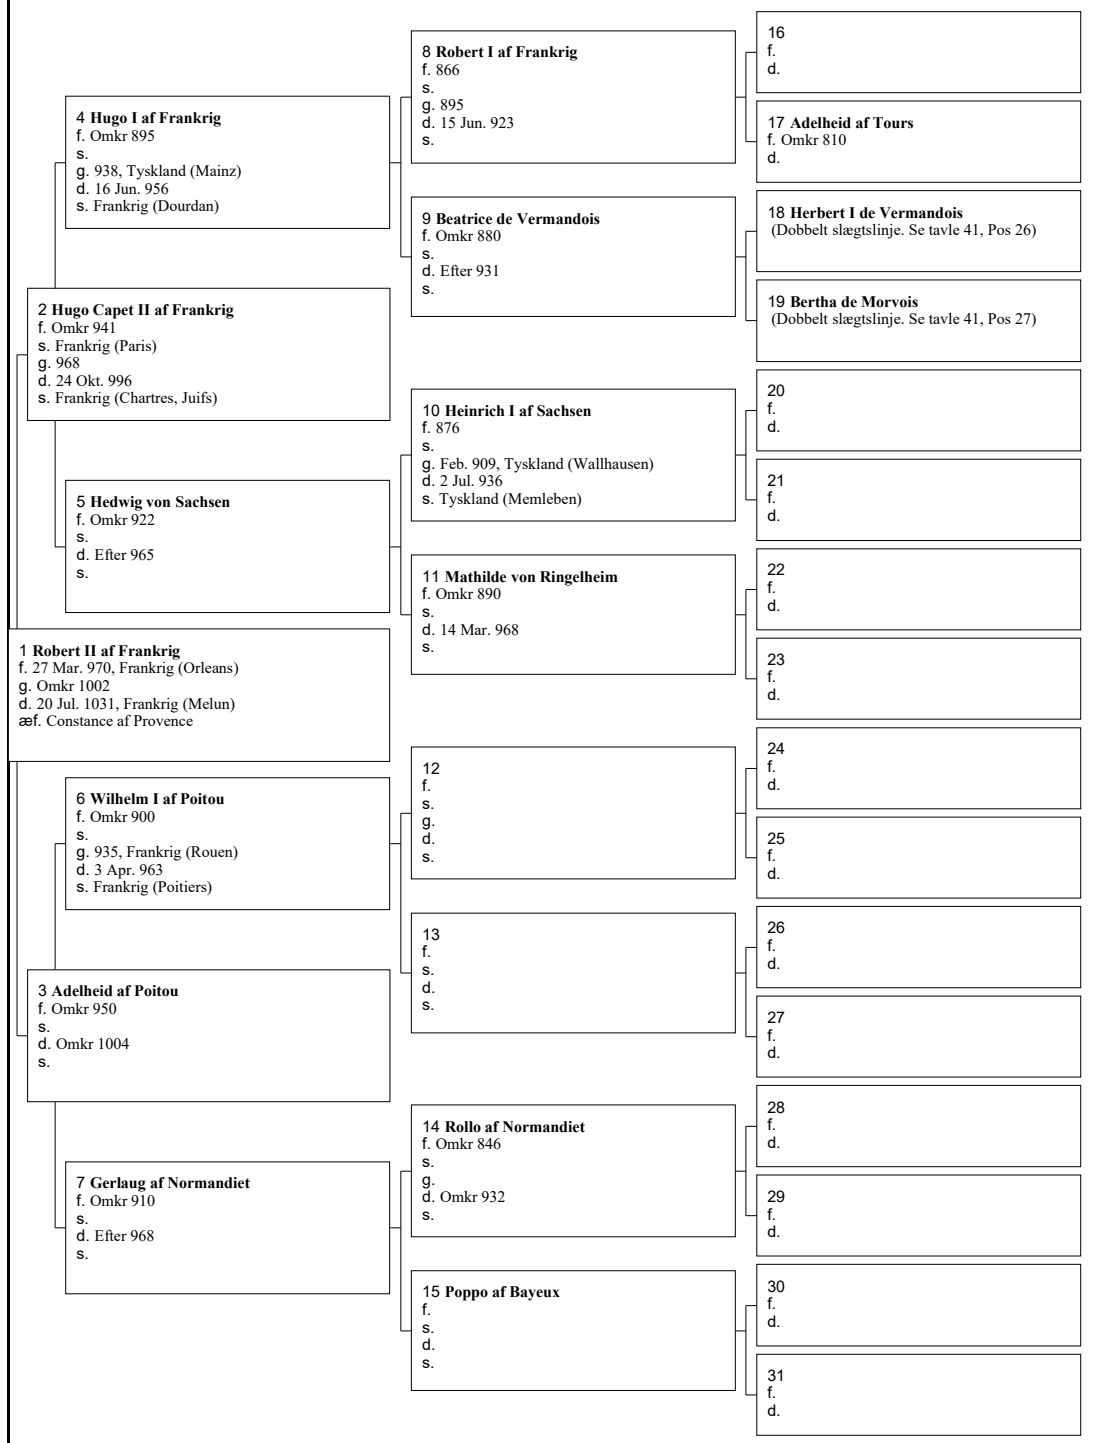 16
f.
d.
8 Robert I af Frankrig
f. 866
s.
g. 895
d. 15 Jun. 923
s.
17 Adelheid af Tours
f. Omkr 810
d.
4 Hugo I af Frankrig
f. Omkr 895
s.
g. 938, Tyskland (Mainz)
d. 16 Jun. 956
s. Frankrig (Dourdan)
18 Herbert I de Vermandois
(Dobbelt slægtslinje. Se tavle 41, Pos 26)
9 Beatrice de Vermandois
f. Omkr 880
s.
d. Efter 931
s.
19 Bertha de Morvois
(Dobbelt slægtslinje. Se tavle 41, Pos 27)
2 Hugo Capet II af Frankrig
f. Omkr 941
s. Frankrig (Paris)
g. 968
d. 24 Okt. 996
s. Frankrig (Chartres, Juifs)
20
f.
d.
10 Heinrich I af Sachsen
f. 876
s.
g. Feb. 909, Tyskland (Wallhausen)
d. 2 Jul. 936
s. Tyskland (Memleben)
21
f.
d.
5 Hedwig von Sachsen
f. Omkr 922
s.
d. Efter 965
s.
22
f.
d.
11 Mathilde von Ringelheim
f. Omkr 890
s.
d. 14 Mar. 968
s.
23
f.
d.
1 Robert II af Frankrig
f. 27 Mar. 970, Frankrig (Orleans)
g. Omkr 1002
d. 20 Jul. 1031, Frankrig (Melun)
æf. Constance af Provence
24
f.
d.
12
f.
s.
g.
d.
s.
25
f.
d.
6 Wilhelm I af Poitou
f. Omkr 900
s.
g. 935, Frankrig (Rouen)
d. 3 Apr. 963
s. Frankrig (Poitiers)
26
f.
d.
13
f.
s.
d.
s.
27
f.
d.
3 Adelheid af Poitou
f. Omkr 950
s.
d. Omkr 1004
s.
28
f.
d.
14 Rollo af Normandiet
f. Omkr 846
s.
g.
d. Omkr 932
s.
29
f.
d.
7 Gerlaug af Normandiet
f. Omkr 910
s.
d. Efter 968
s.
30
f.
d.
15 Poppo af Bayeux
f.
s.
d.
s.
31
f.
d.